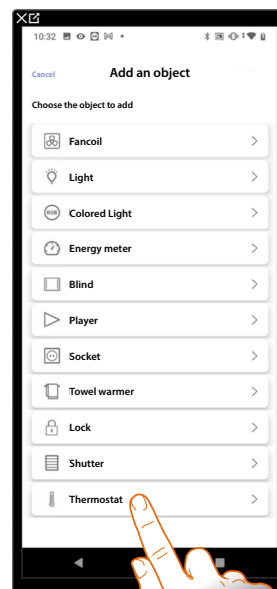 10:32
Cancel
Add an object
Choose the object to add
Fancoil
Light
RGB
Colored Light
Energy meter
Blind
Player
Socket
Towel warmer
Lock
Shutter
Thermostat